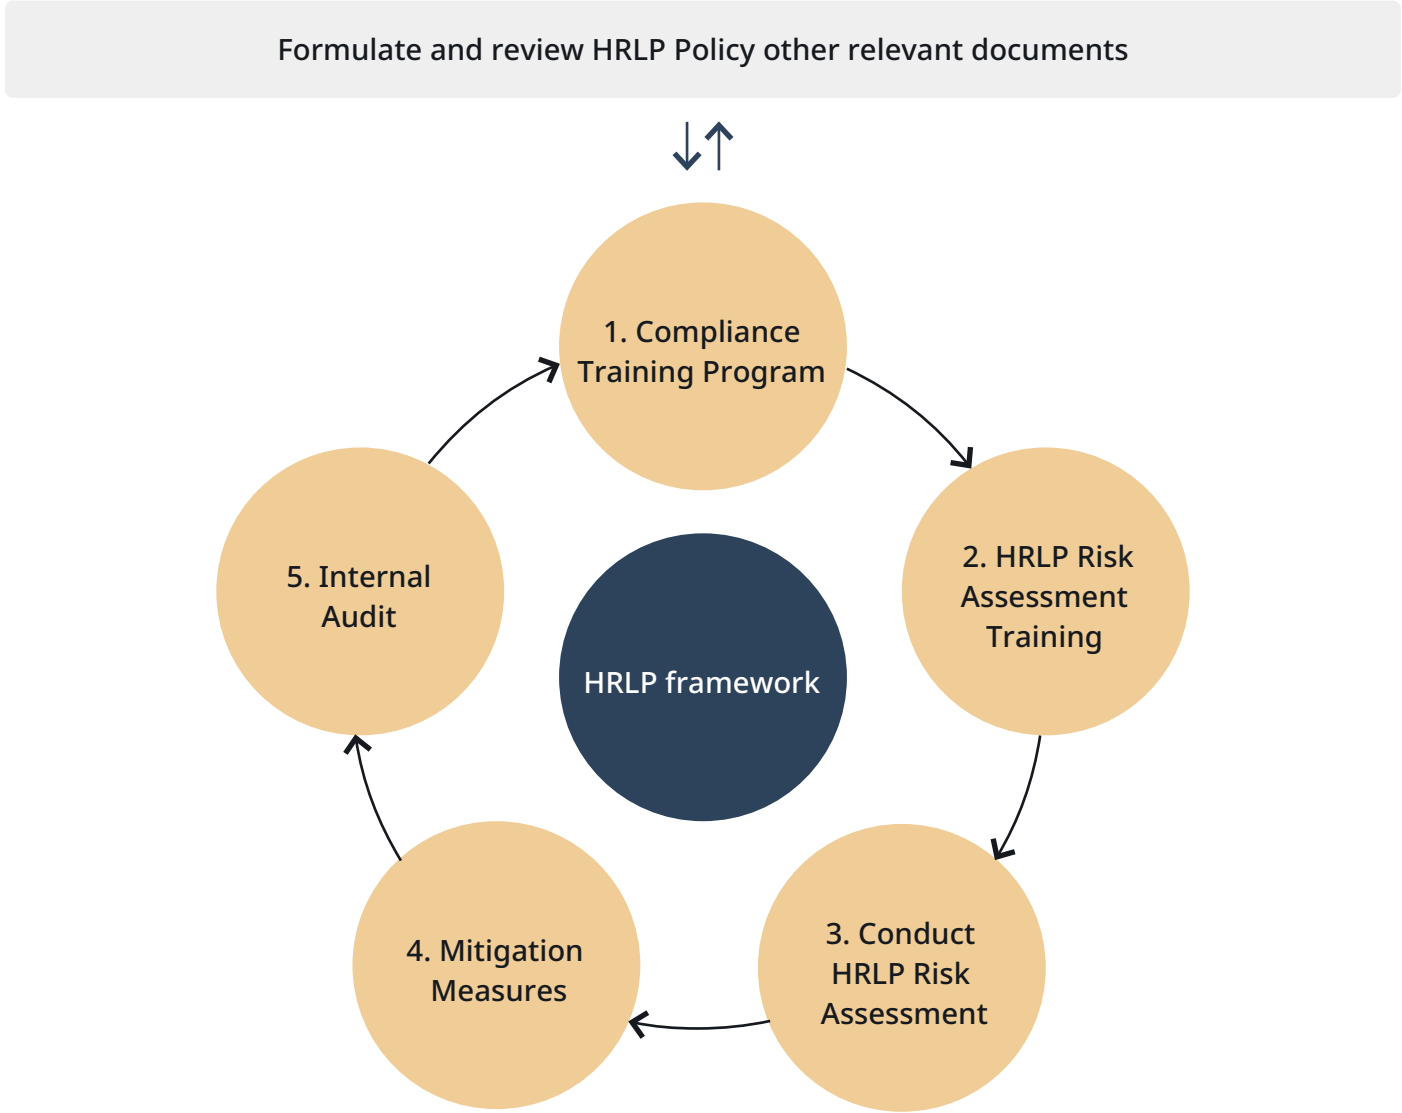 Formulate and review HRLP Policy other relevant documents
1. Compliance
Training Program
2. HRLP Risk
Assessment
Training
3. Conduct
HRLP Risk
Assessment
4. Mitigation
Measures
5. Internal
Audit
HRLP framework